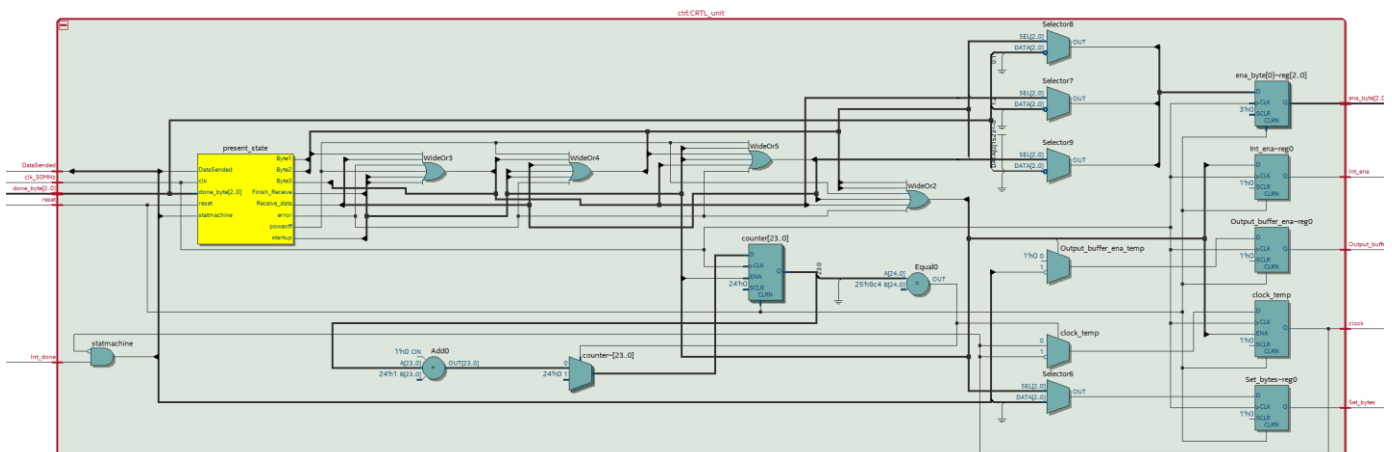 ctrl:CRTL_unit
Selector8
SEL[2..0]
DATA[2..0]
OUT
Selector7
SEL[2..0]
DATA[2..0]
OUT
ena_byte[0]~reg[2..0]
D
CLK
Q
3'h0
SCLR
CLRN
ena_byte[2..0
present_state
DataSended
clk
done_byte[2..0]
reset
statmachine
Byte1
Byte2
Byte3
Finish_Receive
Receive_data
error
poweroff
startup
WideOr3
WideOr4
WideOr5
WideOr2
Selector9
SEL[2..0]
DATA[2..0]
OUT
Int_ena~reg0
D
CLK
Q
1'h0
SCLR
CLRN
Int_ena
DataSended
clk_50MHz
done_byte[2..0]
reset
counter[23..0]
D
CLK
Q
ENA
24'h0
SCLR
CLRN
Equal0
A[24..0]
25'h9c4 B[24..0]
OUT
Output_buffer_ena_temp
1'h0 0
1
Output_buffer_ena~reg0
D
CLK
Q
1'h0
SCLR
CLRN
Output_buffe
clock_temp
0
1
clock_temp
D
CLK
Q
ENA
1'h0
SCLR
CLRN
clock
Int_done
statmachine
Add0
1'h0 CIN
A[23..0]
24'h1 B[23..0]
OUT[23..0]
counter~[23..0]
0
24'h0 1
Selector6
SEL[2..0]
DATA[2..0]
OUT
Set_bytes~reg0
D
CLK
Q
1'h0
SCLR
CLRN
Set_bytes